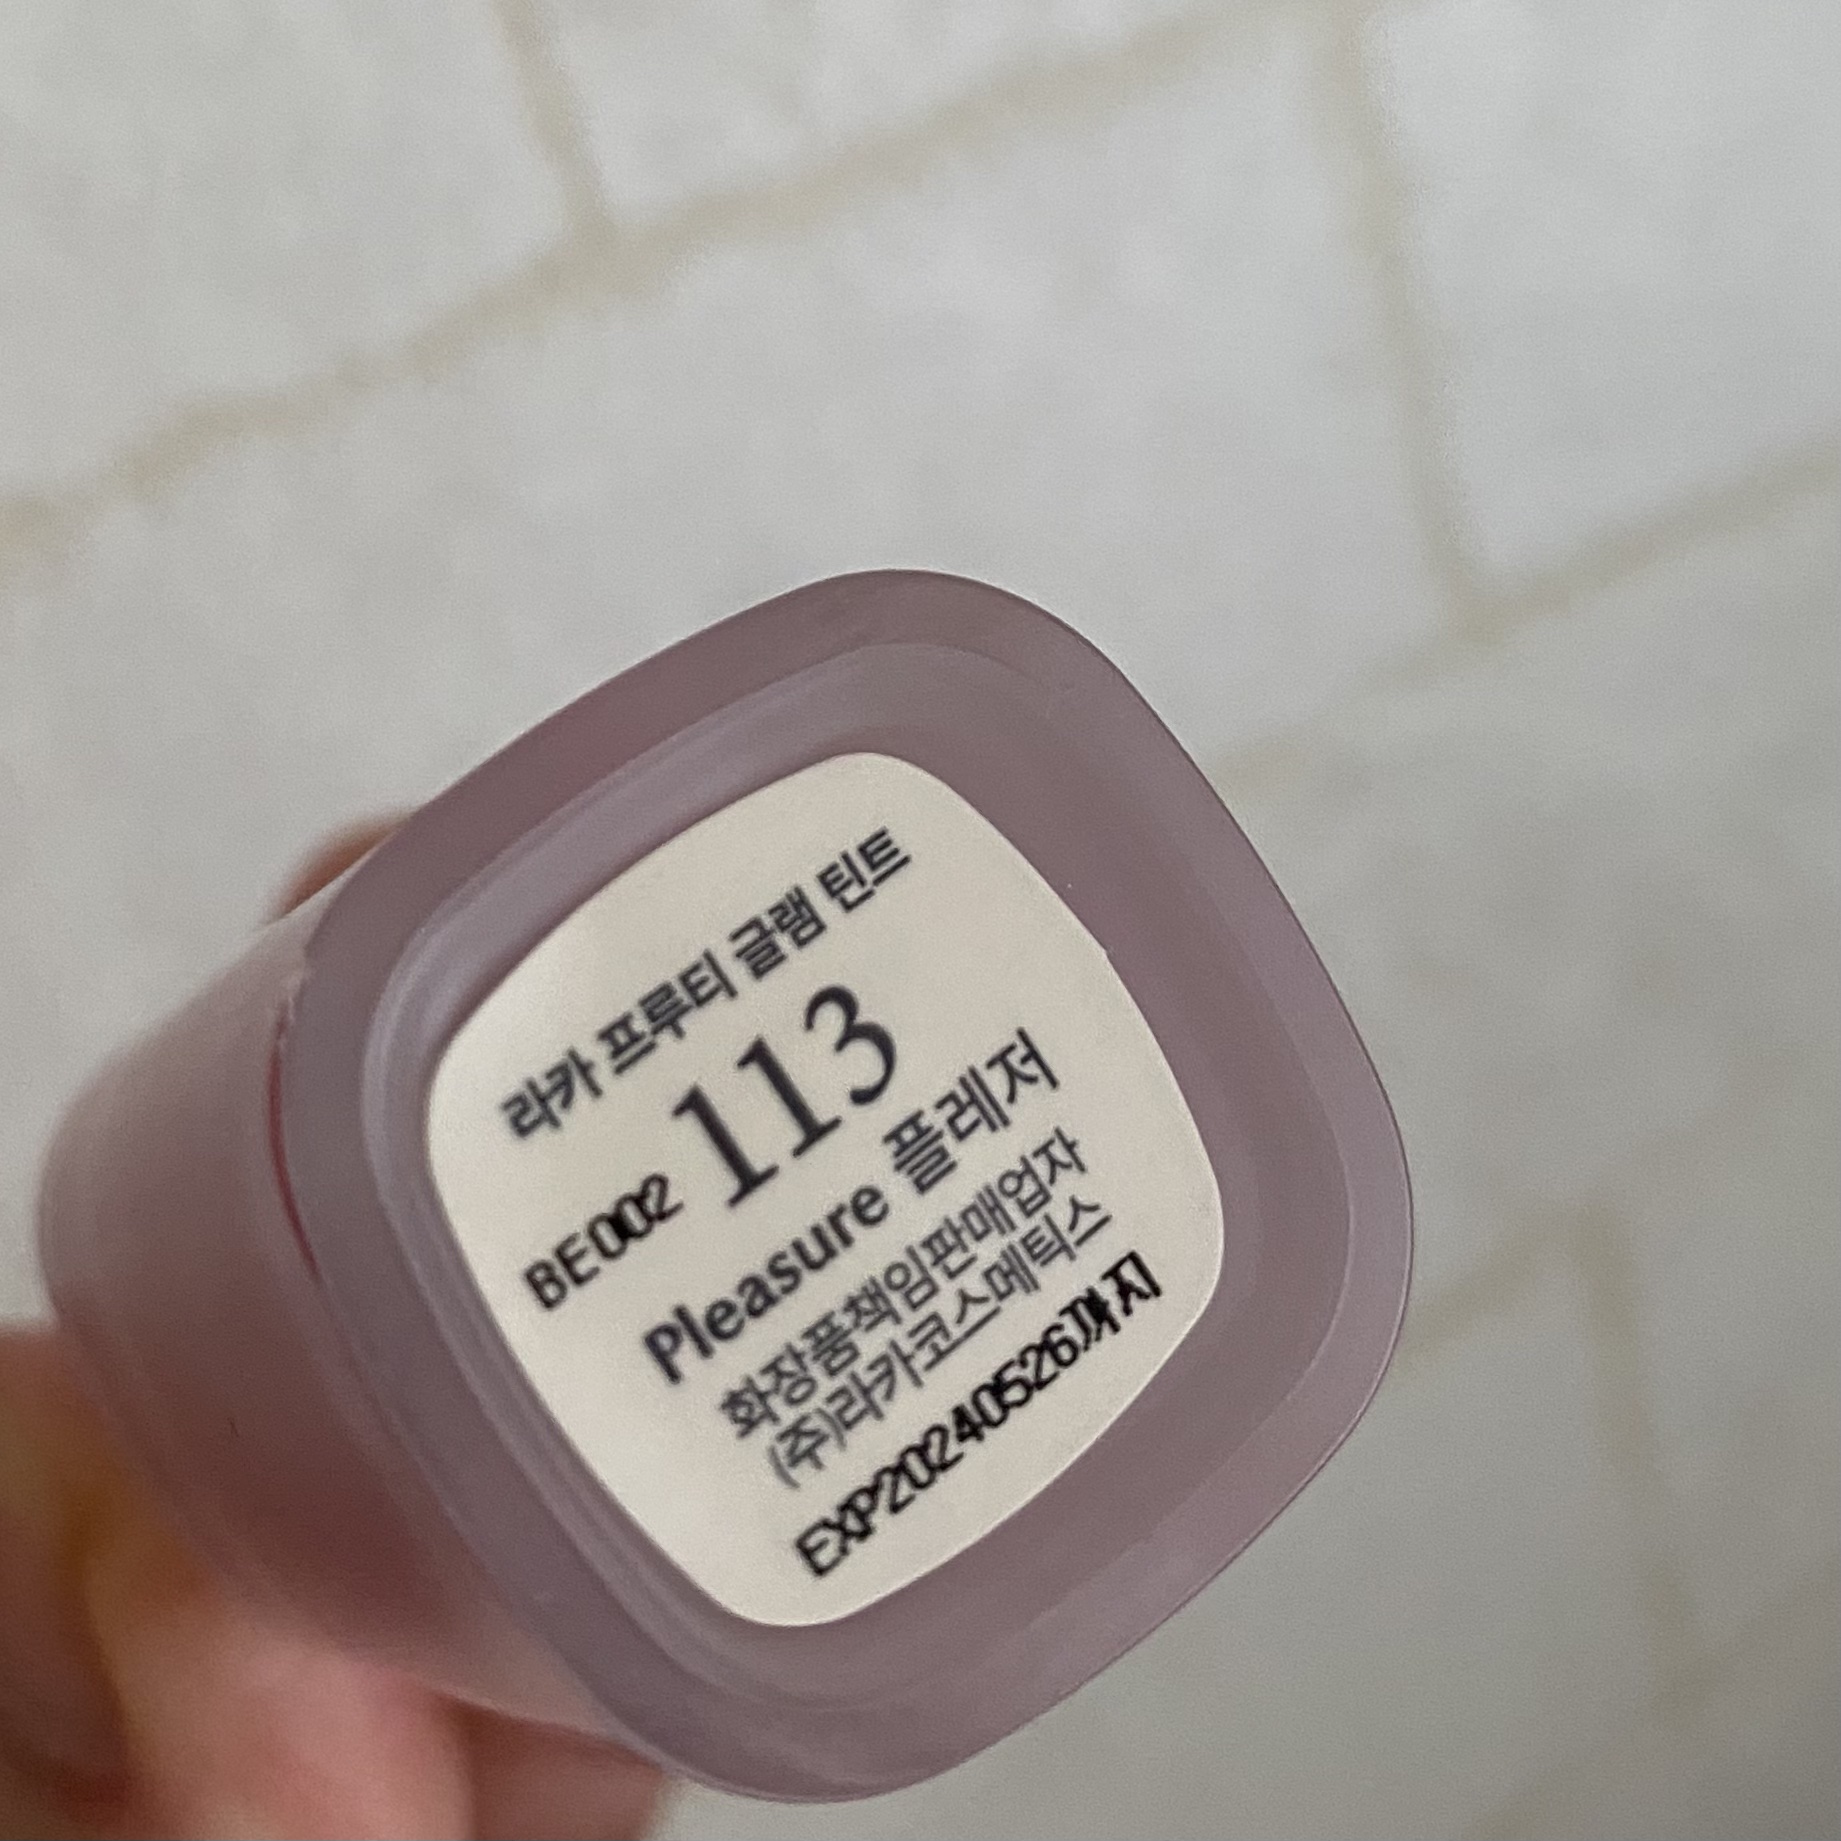 라카 프루티 글램 틴트
BE002 113
Pleasure 플레저
화장품책임판매업자
(주)라카코스메틱스
EXP20240526까지